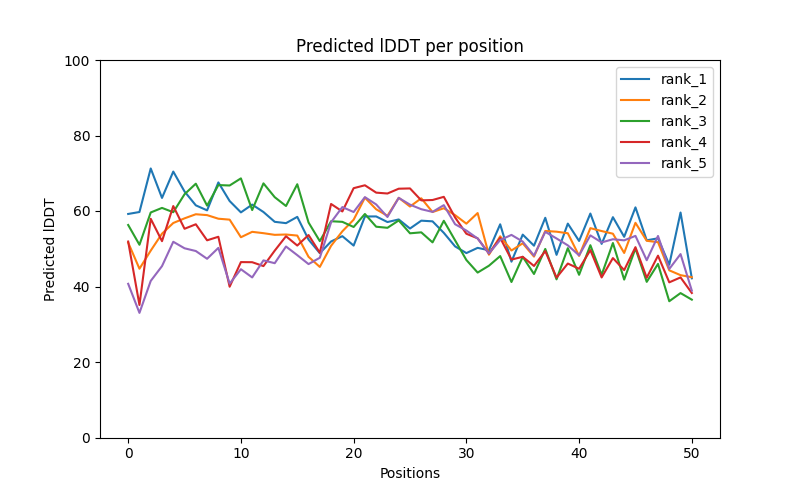 Predicted lDDT per position
100
80
60
40
20
0
Predicted lDDT
0 10 20 30 40 50
Positions
rank_1
rank_2
rank_3
rank_4
rank_5